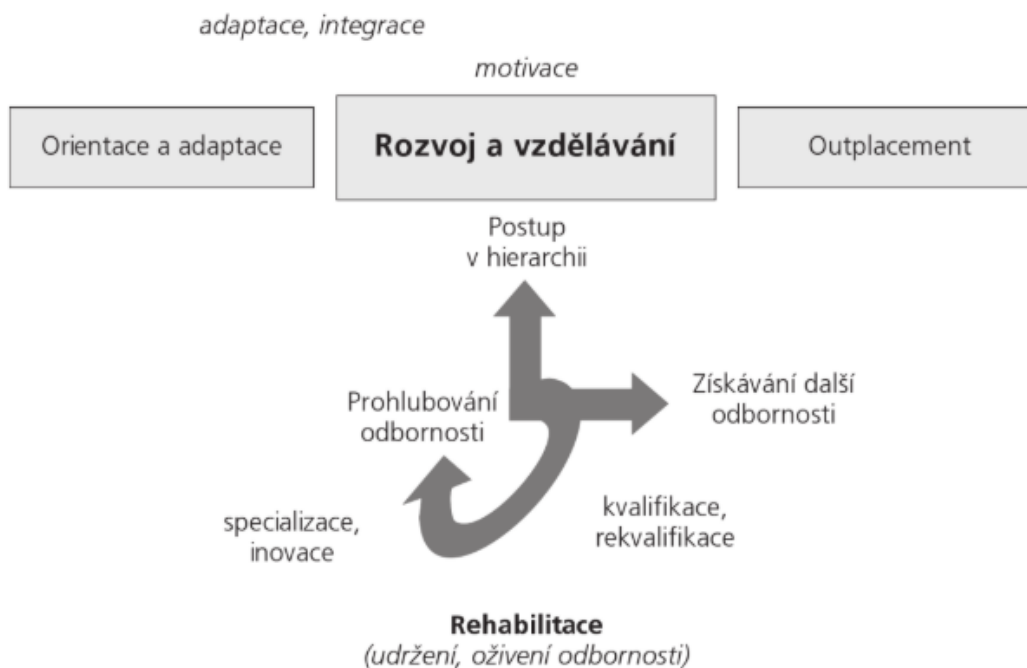 adaptace, integrace
motivace
Orientace a adaptace
Rozvoj a vzdělávání
Outplacement
Postup
v hierarchii
Prohlubování
odbornosti
Získávání další
odbornosti
specializace,
inovace
kvalifikace,
rekvalifikace
Rehabilitace
(udržení, oživení odbornosti)